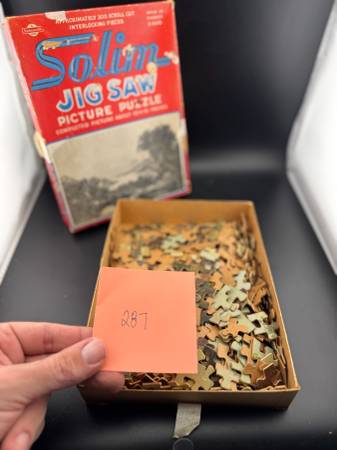 APPROXIMATELY 300 SCROLL CUT
INTERLOCKING PIECES
Solim
JIG SAW
PICTURE PUZZLE
287